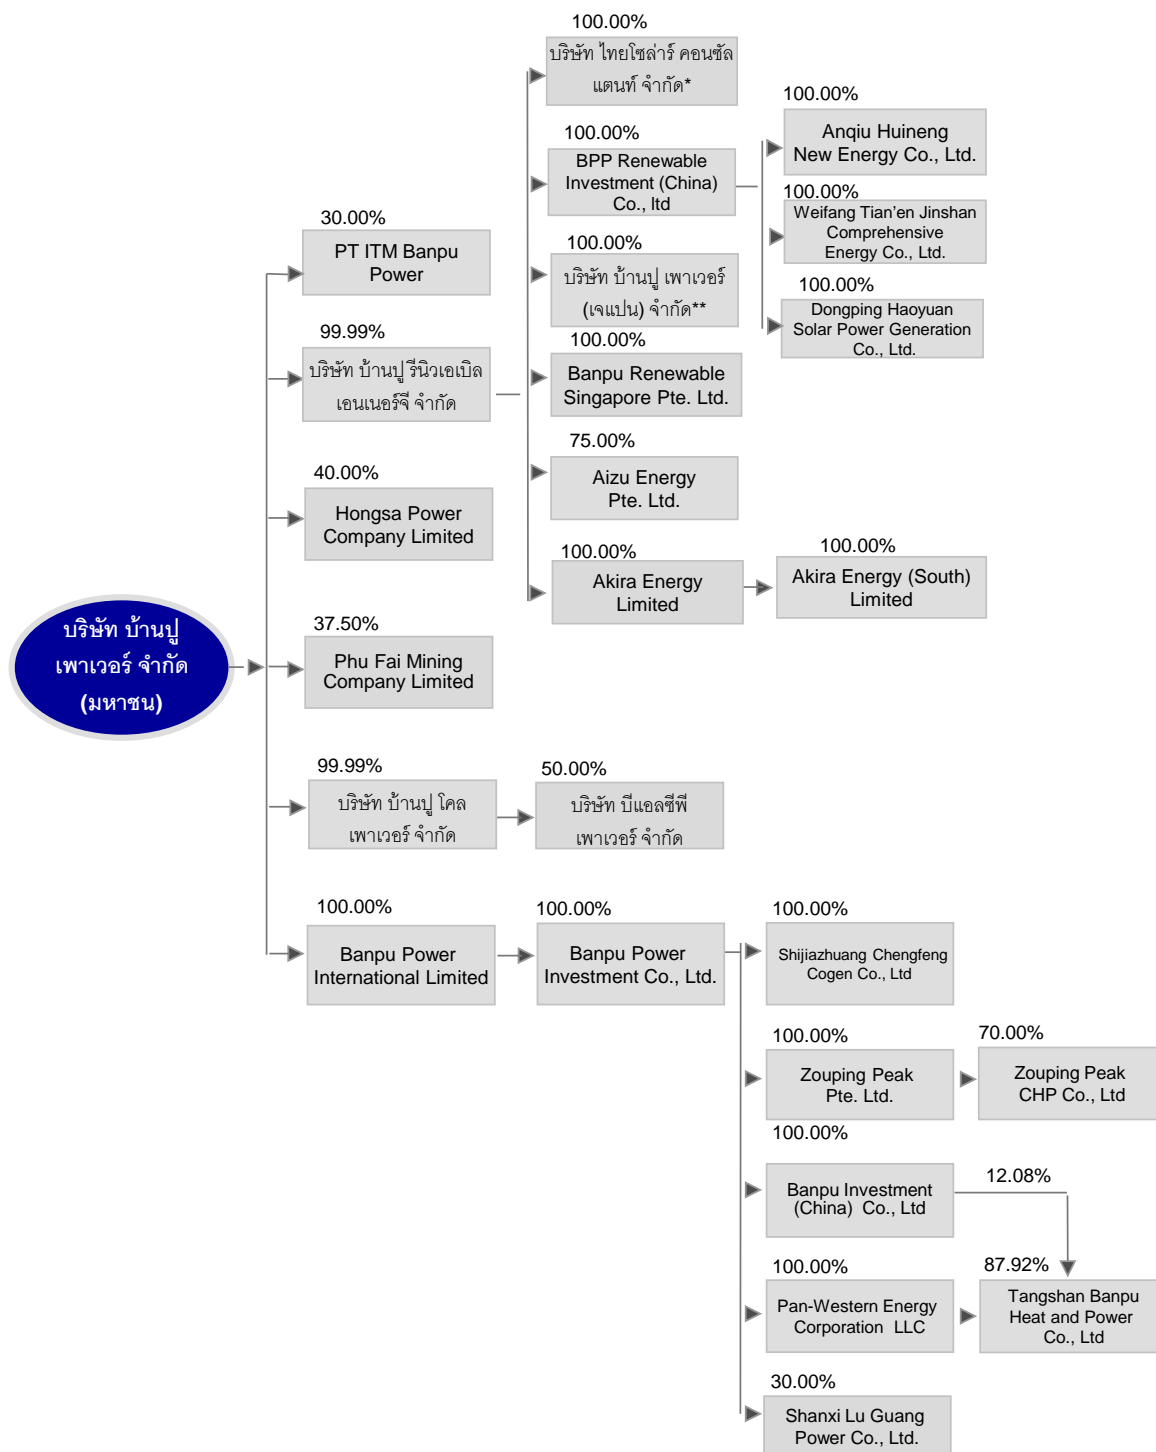 100.00%
บริษัท ไทยโซล่าร์ คอนซัล
แตนท์ จำกัด*
100.00%
BPP Renewable
Investment (China)
Co., ltd
100.00%
Anqiu Huineng
New Energy Co., Ltd.
100.00%
Weifang Tian’en Jinshan
Comprehensive
Energy Co., Ltd.
100.00%
Dongping Haoyuan
Solar Power Generation
Co., Ltd.
30.00%
PT ITM Banpu
Power
100.00%
บริษัท บ้านปู เพาเวอร์
(เจแปน) จำกัด**
99.99%
บริษัท บ้านปู รีนิวเอเบิล
เอนเนอร์จี จำกัด
100.00%
Banpu Renewable
Singapore Pte. Ltd.
75.00%
Aizu Energy
Pte. Ltd.
40.00%
Hongsa Power
Company Limited
100.00%
Akira Energy
Limited
100.00%
Akira Energy (South)
Limited
บริษัท บ้านปู
เพาเวอร์ จำกัด
(มหาชน)
37.50%
Phu Fai Mining
Company Limited
99.99%
บริษัท บ้านปู โคล
เพาเวอร์ จำกัด
50.00%
บริษัท บีแอลซีพี
เพาเวอร์ จำกัด
100.00%
Banpu Power
International Limited
100.00%
Banpu Power
Investment Co., Ltd.
100.00%
Shijiazhuang Chengfeng
Cogen Co., Ltd
100.00%
Zouping Peak
Pte. Ltd.
70.00%
Zouping Peak
CHP Co., Ltd
100.00%
Banpu Investment
(China) Co., Ltd
12.08%
100.00%
Pan-Western Energy
Corporation LLC
87.92%
Tangshan Banpu
Heat and Power
Co., Ltd
30.00%
Shanxi Lu Guang
Power Co., Ltd.